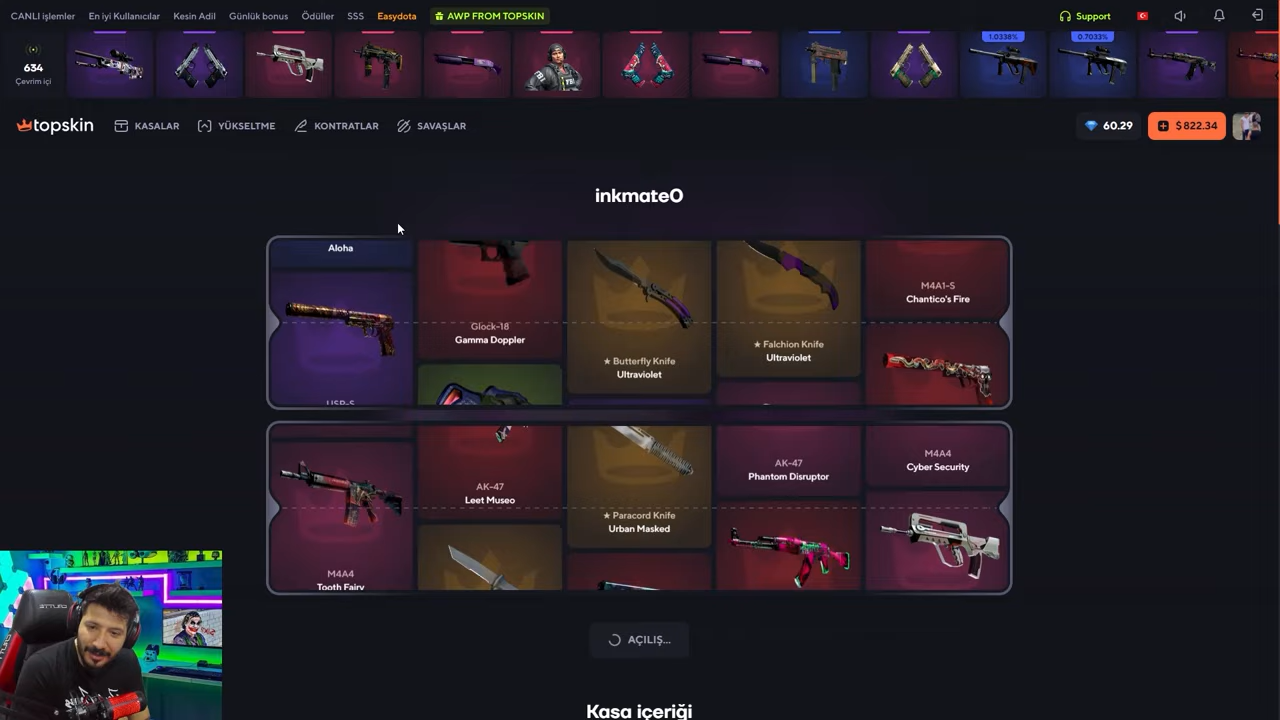 CANLI işlemler En iyi Kullanıcılar Kesin Adil Günlük bonus Ödüller SSS Easydota AWP FROM TOPSKIN Support
634
Çevrim içi
1.0338% 0.7033%
topskin KASALAR YÜKSELTME KONTRATLAR SAVAŞLAR 60.29 $822.34
inkmate0
Aloha
USP-S
Glock-18
Gamma Doppler
★ Butterfly Knife
Ultraviolet
★ Falchion Knife
Ultraviolet
M4A1-S
Chantico's Fire
M4A4
Tooth Fairy
AK-47
Leet Museo
★ Paracord Knife
Urban Masked
AK-47
Phantom Disruptor
M4A4
Cyber Security
AÇILIŞ...
Kasa içeriği